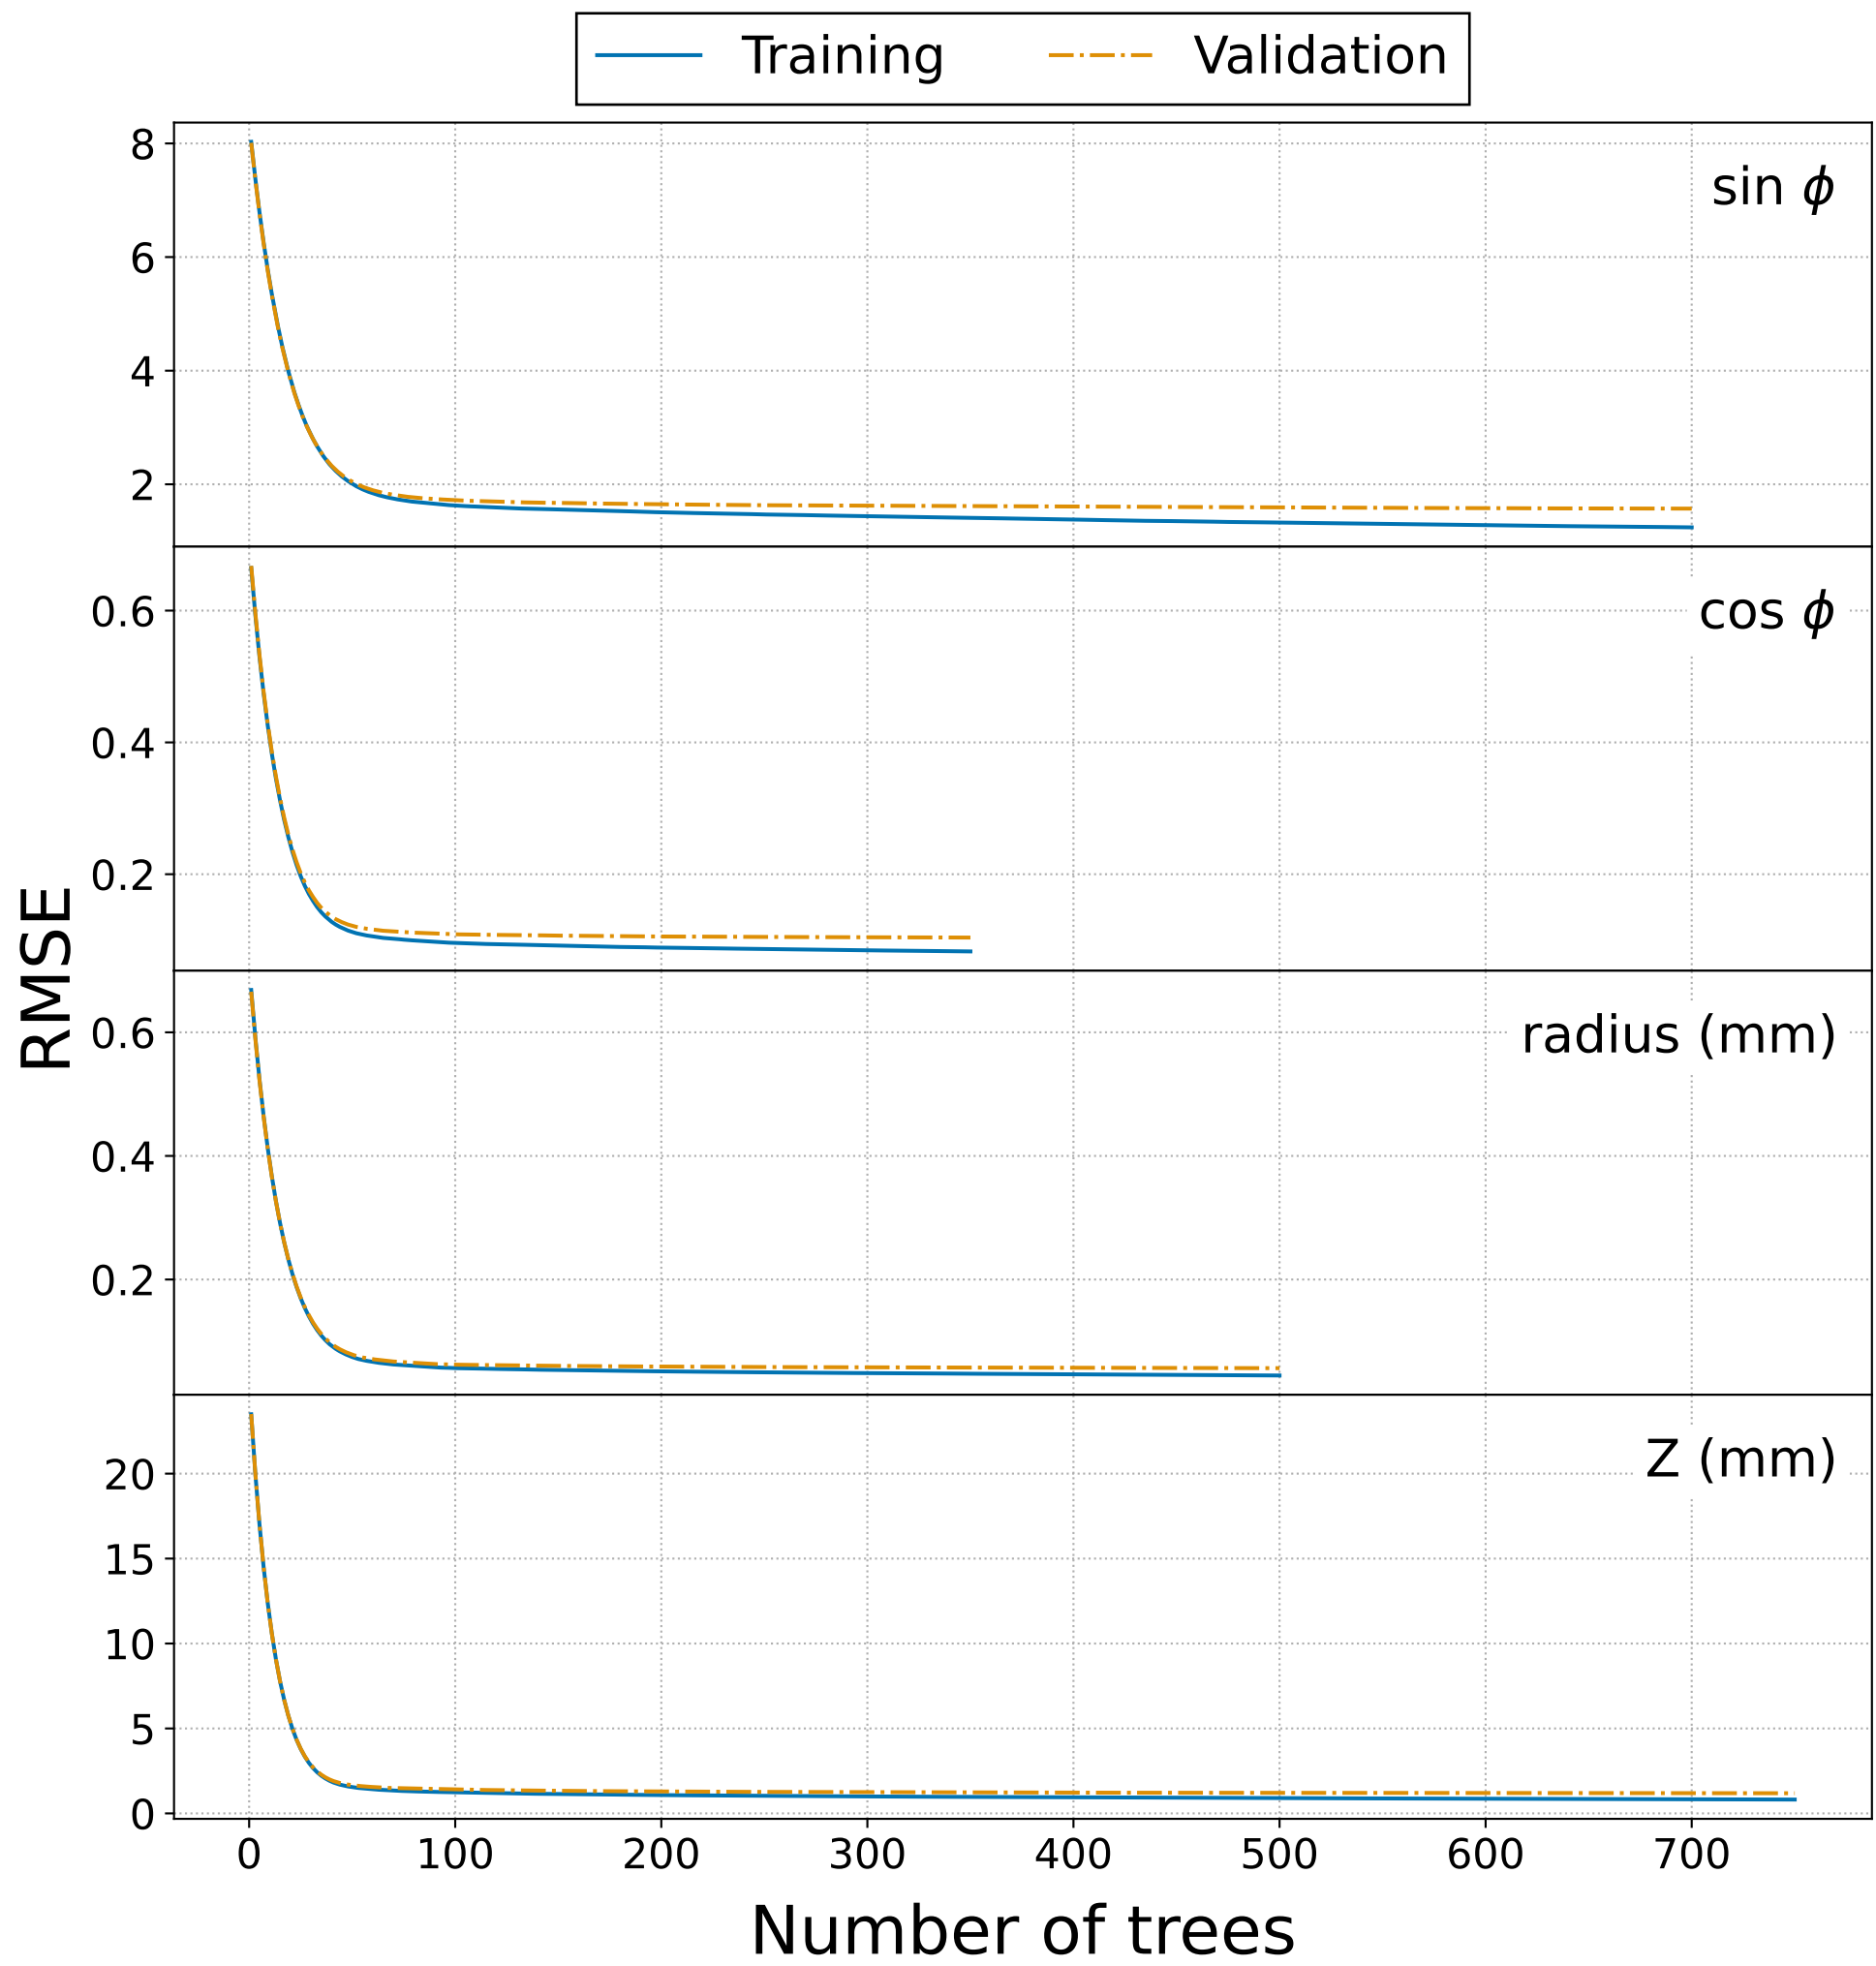 Training Validation
sin ϕ
8
6
4
2
cos ϕ
0.6
0.4
0.2
radius (mm)
0.6
0.4
0.2
Z (mm)
20
15
10
5
0
RMSE
0 100 200 300 400 500 600 700
Number of trees